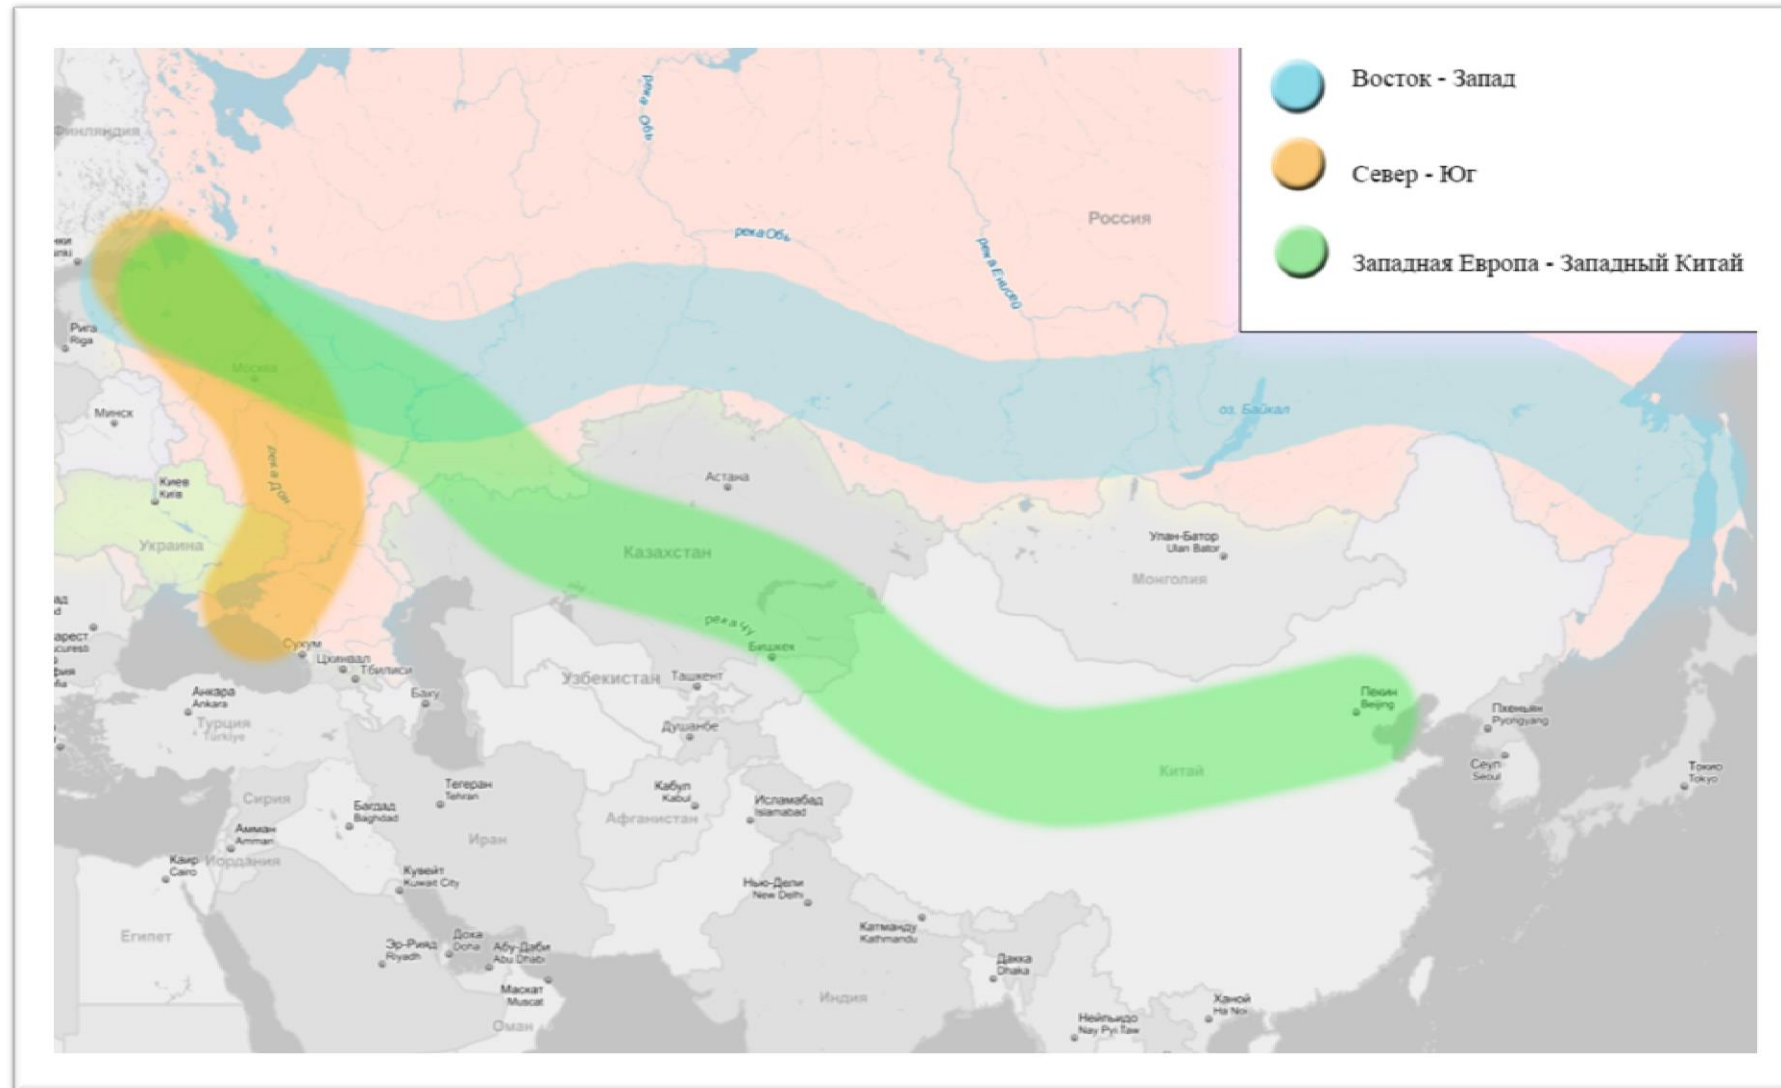 Восток - Запад
Север - Юг
Западная Европа - Западный Китай
Финляндия
река Обь
река Обь
река Енисей
Россия
Рига
Riga
Москва
Минск
река Дон
оз. Байкал
Киев
Київ
Украина
Астана
Казахстан
Улан-Батор
Ulan Bator
Монголия
река Чу
Бишкек
Сухум
Цхинвал
Тбилиси
Баку
Узбекистан
Ташкент
Душанбе
Анкара
Ankara
Турция
Türkiye
Пекин
Beijing
Пхеньян
Pyongyang
Сеул
Seoul
Токио
Tokyo
Китай
Тегеран
Tehran
Кабул
Kabul
Исламабад
Islamabad
Афганистан
Иран
Сирия
Багдад
Baghdad
Амман
Amman
Иордания
Каир
Cairo
Кувейт
Kuwait City
Нью-Дели
New Delhi
Катманду
Kathmandu
Египет
Эр-Рияд
Riyadh
Доха
Doha
Абу-Даби
Abu Dhabi
Маскат
Muscat
Оман
Дакка
Dhaka
Индия
Ханой
Ha Noi
Нейпьидо
Nay Pyi Taw